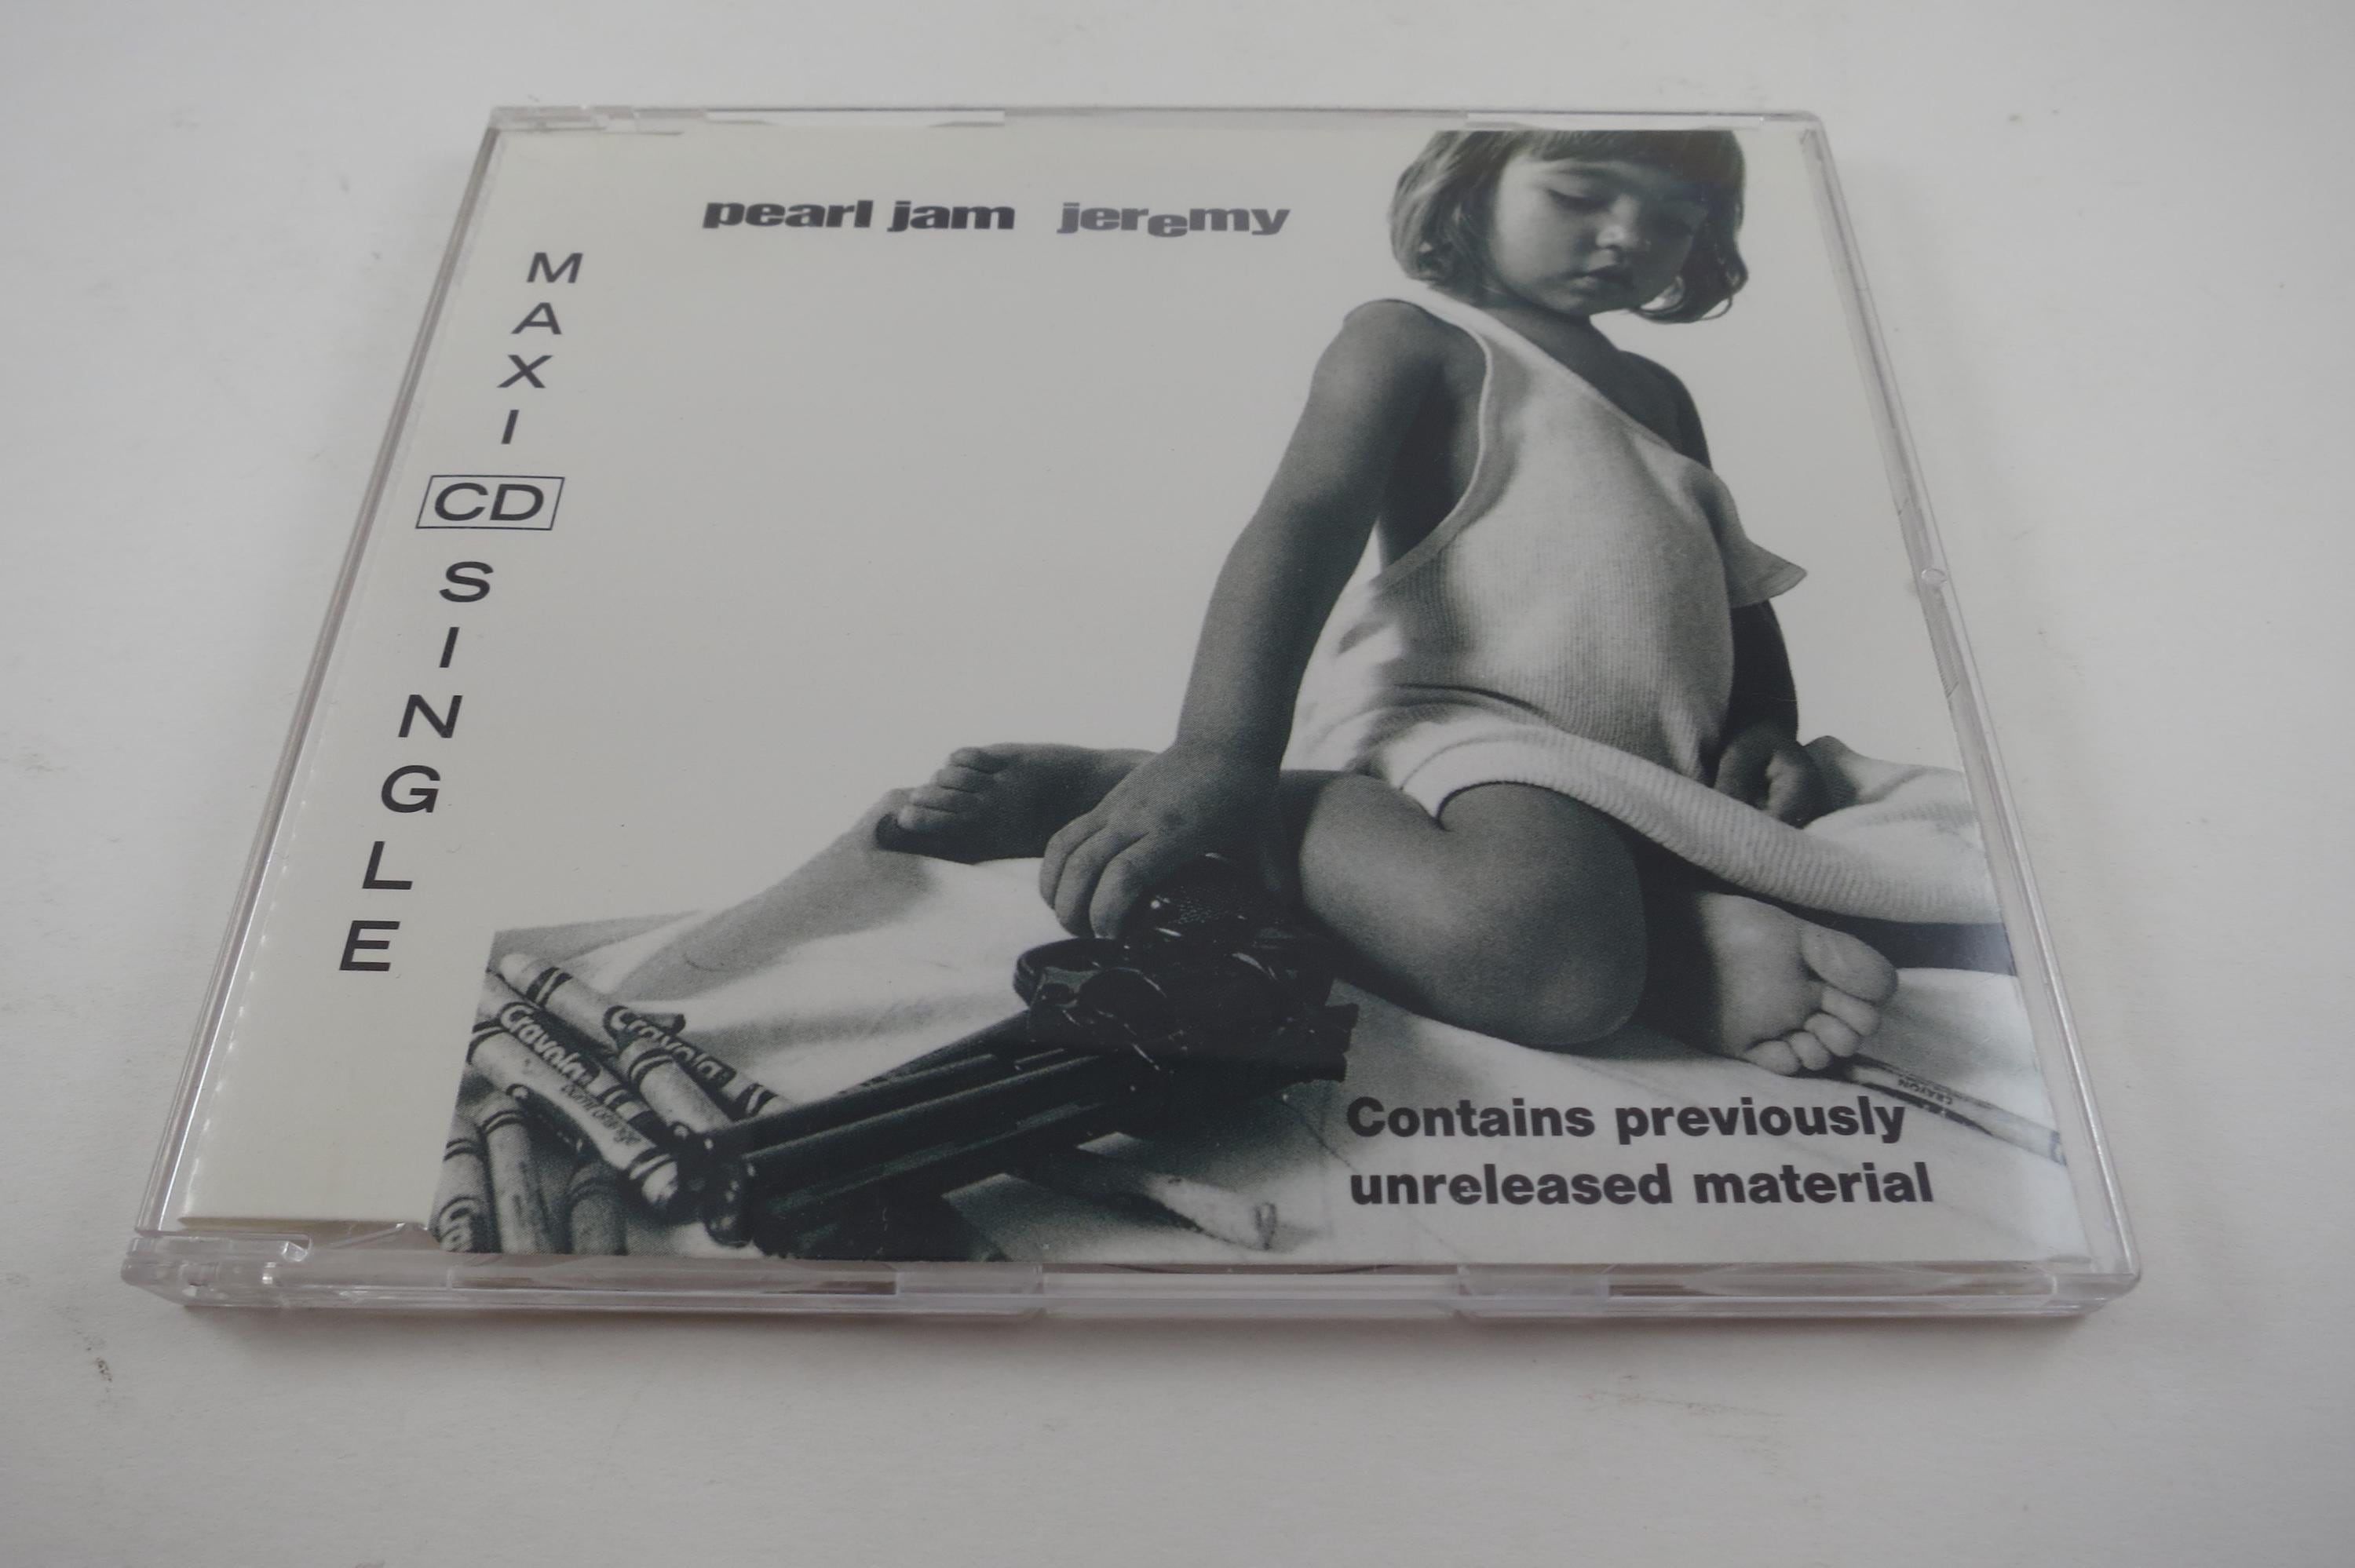 pearl jam jeremy
MAXI
CD
SINGLE
Crayola
Crayola
Contains previously
unreleased material